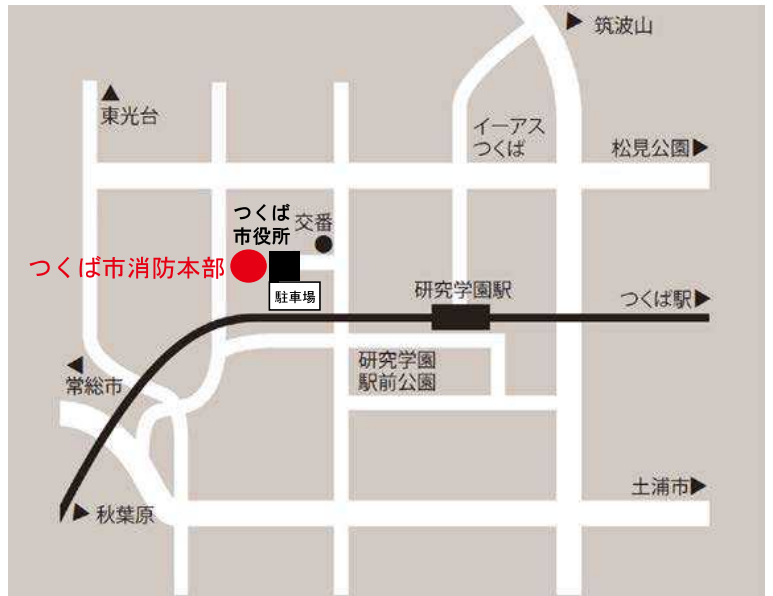 筑波山
東光台
イーアス
つくば
松見公園
つくば
市役所
交番
つくば市消防本部
駐車場
研究学園駅
つくば駅
研究学園
駅前公園
常総市
土浦市
秋葉原